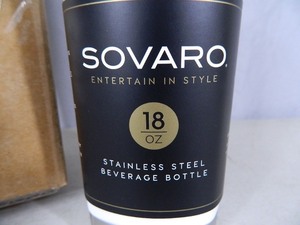 SOVARO®
ENTERTAIN IN STYLE
18
OZ
STAINLESS STEEL
BEVERAGE BOTTLE